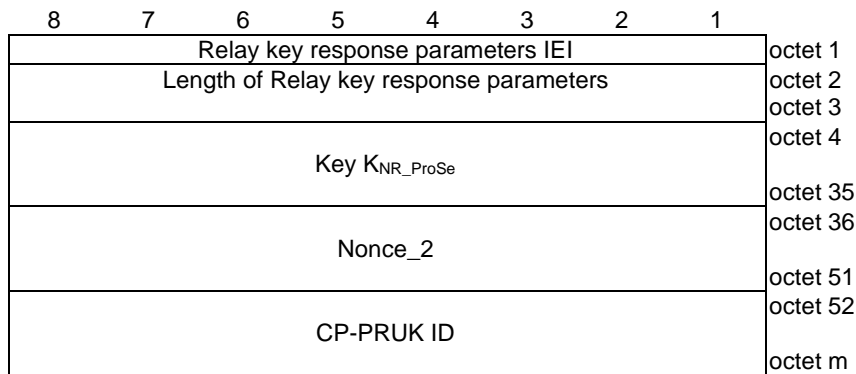 8 7 6 5 4 3 2 1
Relay key response parameters IEI octet 1
Length of Relay key response parameters octet 2
octet 3
octet 4
Key KNR_ProSe
octet 35
octet 36
Nonce_2
octet 51
octet 52
CP-PRUK ID
octet m